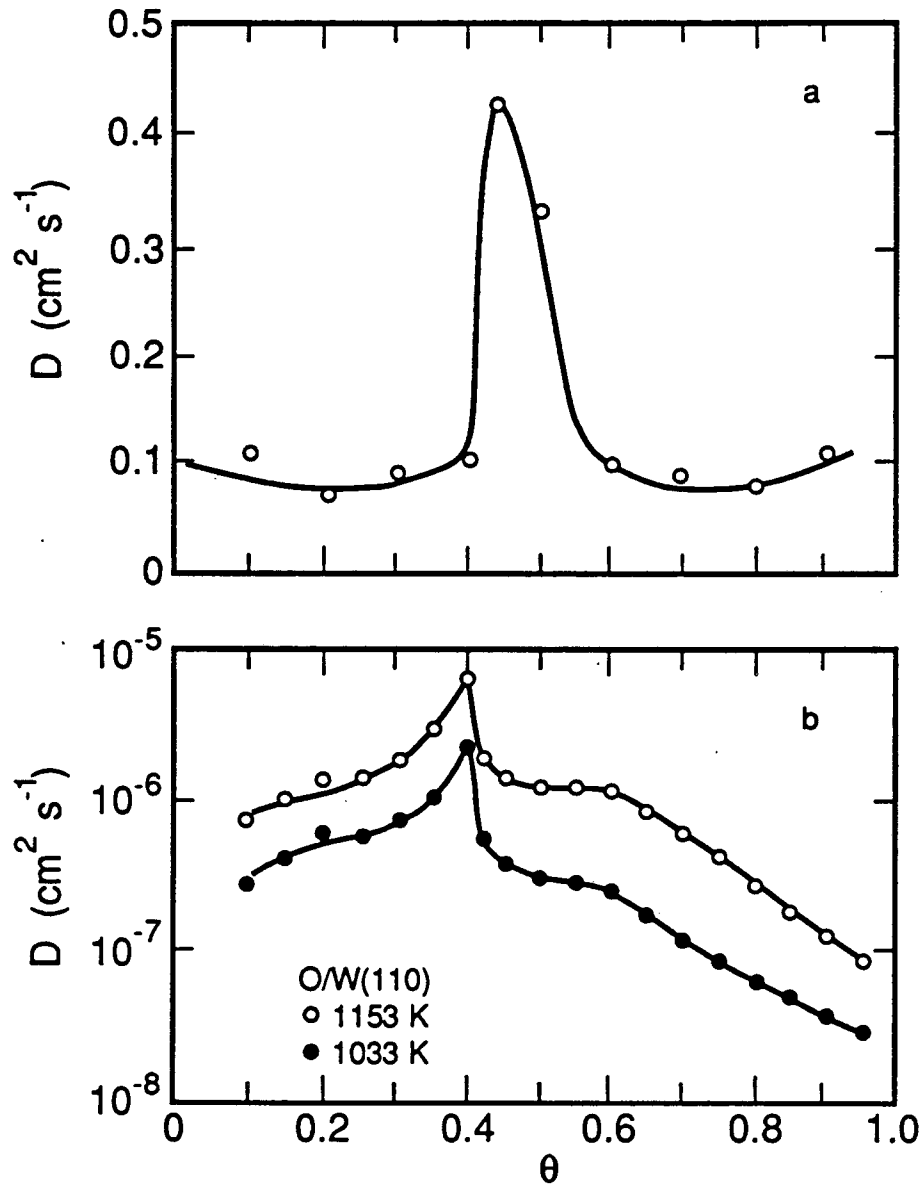 0.5
a
0.4
0.3
0.2
0.1
0
D (cm² s⁻¹)
10⁻⁵
b
10⁻⁶
10⁻⁷
10⁻⁸
D (cm² s⁻¹)
O/W(110)
1153 K
1033 K
0 0.2 0.4 0.6 0.8 1.0
θ